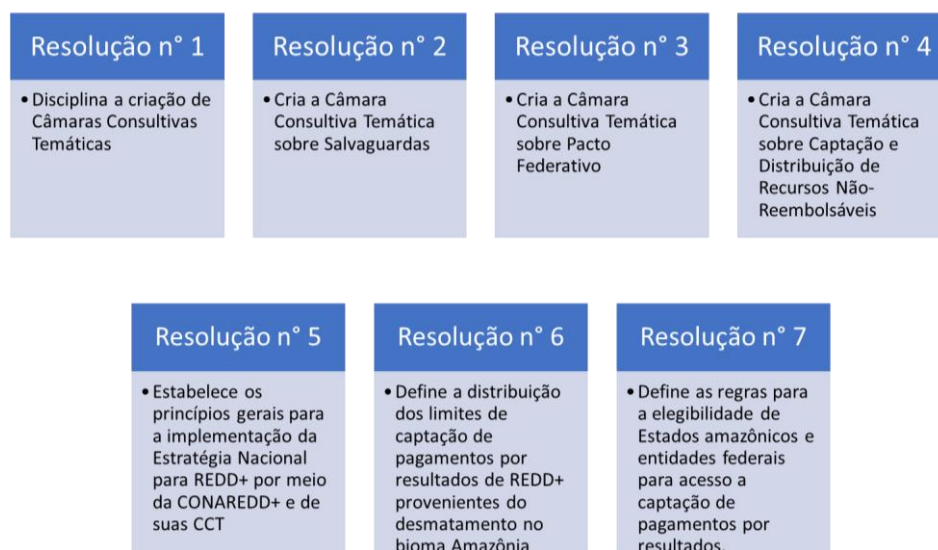 Resolução n° 1
• Disciplina a criação de
Câmaras Consultivas
Temáticas
Resolução n° 2
• Cria a Câmara
Consultiva Temática
sobre Salvaguardas
Resolução n° 3
• Cria a Câmara
Consultiva Temática
sobre Pacto
Federativo
Resolução n° 4
• Cria a Câmara
Consultiva Temática
sobre Captação e
Distribuição de
Recursos Não-
Reembolsáveis
Resolução n° 5
• Estabelece os
princípios gerais para
a implementação da
Estratégia Nacional
para REDD+ por meio
da CONAREDD+ e de
suas CCT
Resolução n° 6
• Define a distribuição
dos limites de
captação de
pagamentos por
resultados de REDD+
provenientes do
desmatamento no
bioma Amazônia
Resolução n° 7
• Define as regras para
a elegibilidade de
Estados amazônicos e
entidades federais
para acesso a
captação de
pagamentos por
resultados.